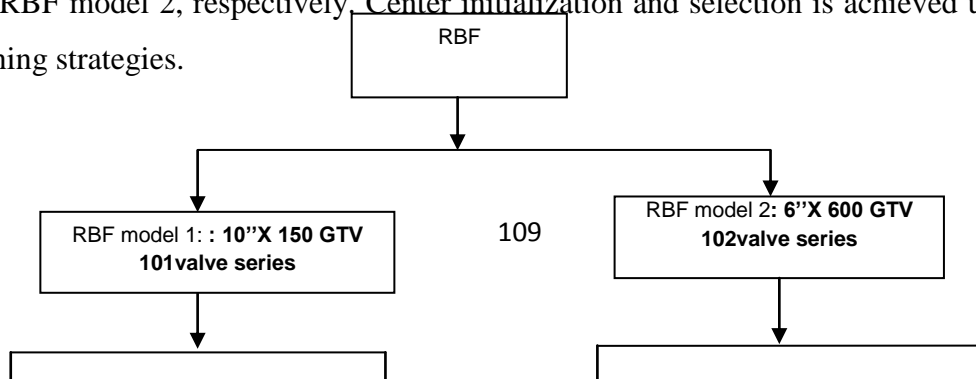 RBF model 2, respectively. Center initialization and selection is achieved
ning strategies.
RBF
RBF model 1: : 10’’X 150 GTV
101valve series
109
RBF model 2: 6’’X 600 GTV
102valve series